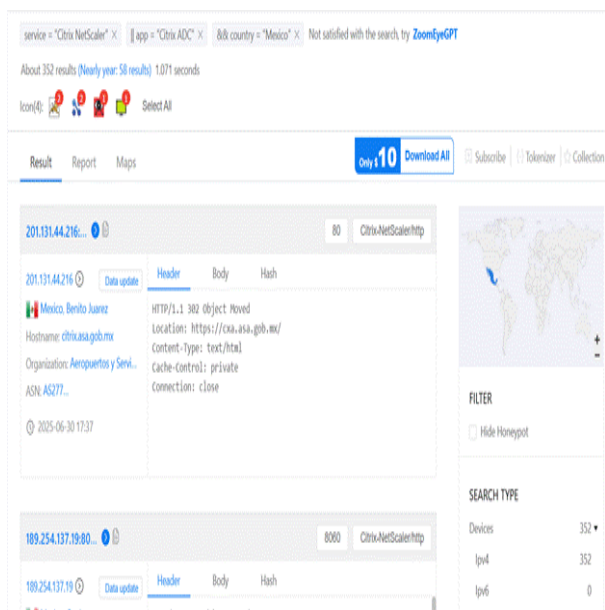 service = "Citrix NetScaler" × || app = "Citrix ADC" × && country = "Mexico" × Not satisfied with the search, try ZoomEyeGPT
About 352 results (Nearly year: 58 results) 1.071 seconds
Icon(4): Select All
Result Report Maps
Only $10 Download All Subscribe Tokenizer Collection
201.131.44.216:...
80 Citrix-NetScaler/http
201.131.44.216 Data update
Mexico, Benito Juarez
Hostname: citrix.asa.gob.mx
Organization: Aeropuertos y Servi...
ASN: AS277...
2025-06-30 17:37
Header Body Hash
HTTP/1.1 302 Object Moved
Location: https://cxa.asa.gob.mx/
Content-Type: text/html
Cache-Control: private
Connection: close
189.254.137.19:80...
8060 Citrix-NetScaler/http
189.254.137.19 Data update
Header Body Hash
+
−
FILTER
Hide Honeypot
SEARCH TYPE
Devices 352
Ipv4 352
Ipv6 0